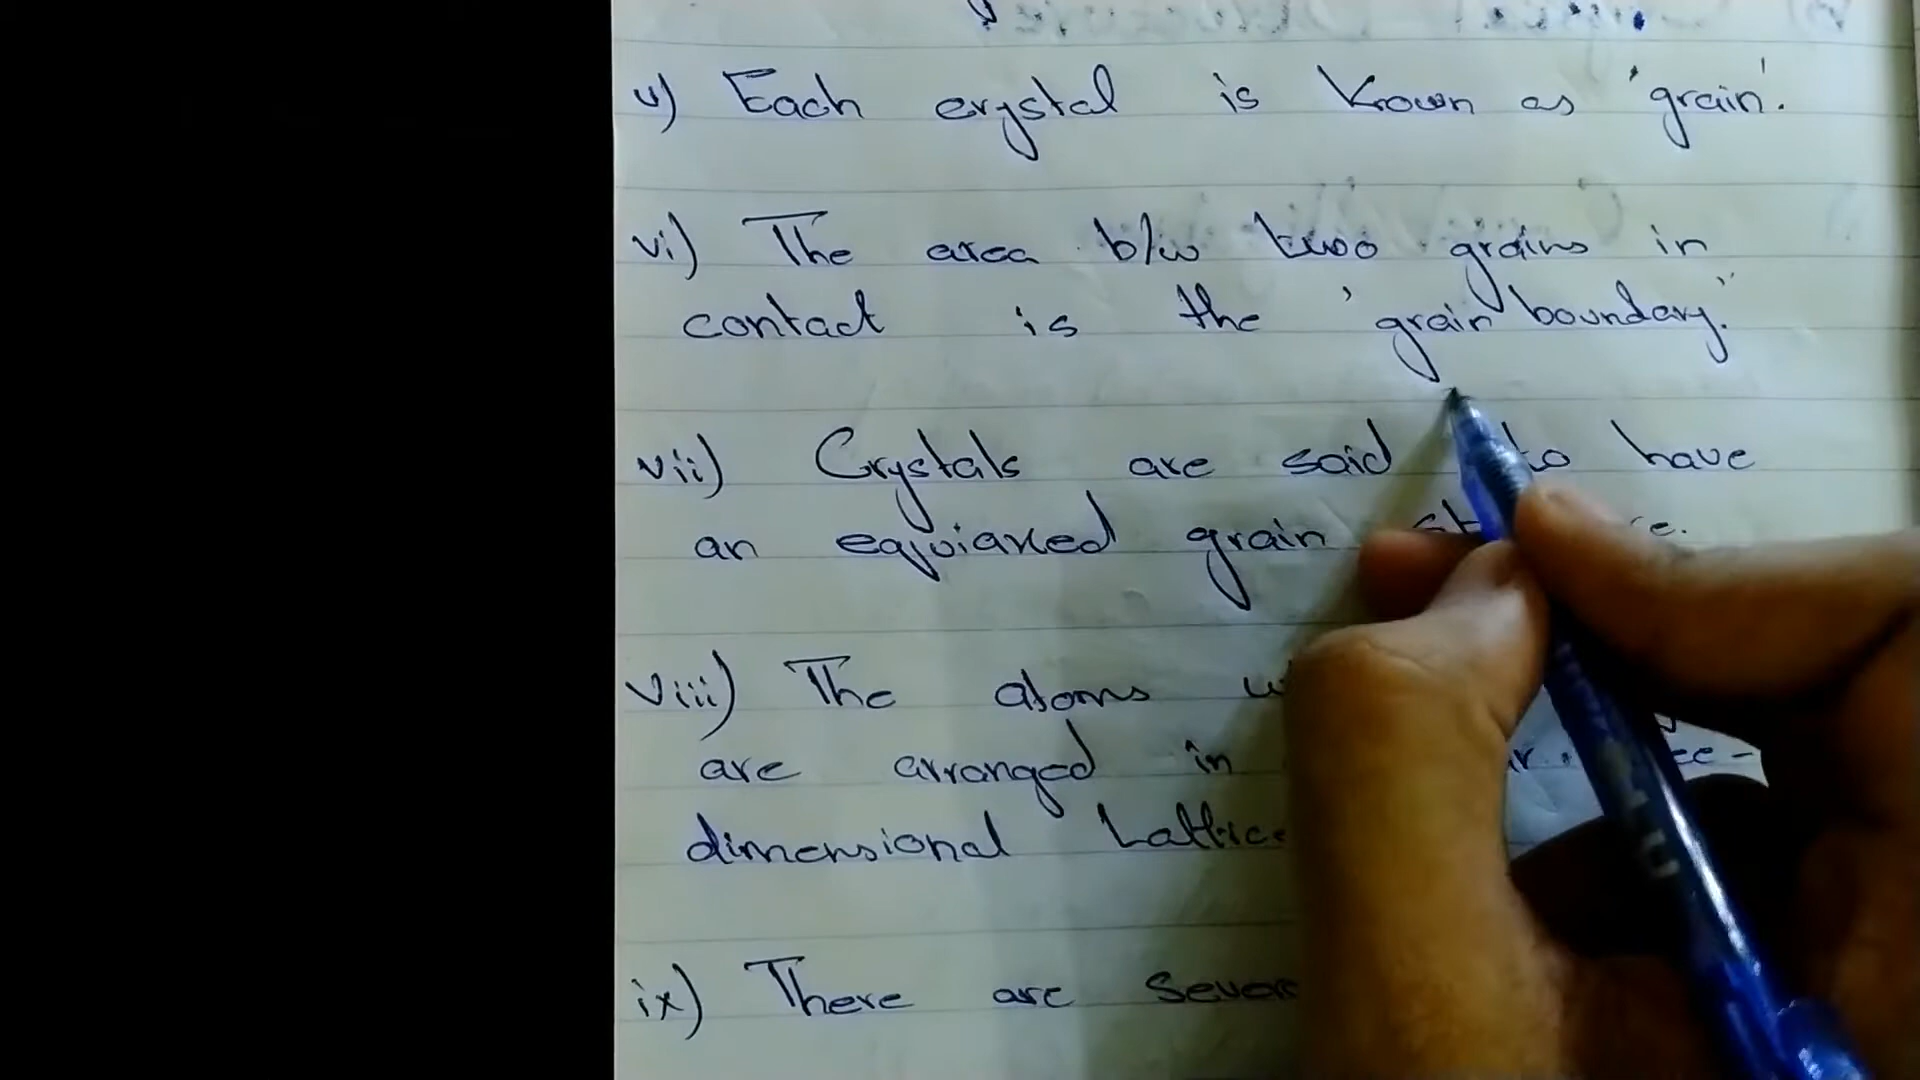 v) Each crystal is known as 'grain'.
vi) The area b/w two grains in
contact is the 'grain boundary."
vii) Crystals are said to have
an equiaxed grain
viii) The atoms
are arranged in
dimensional Lattice
ix) There are